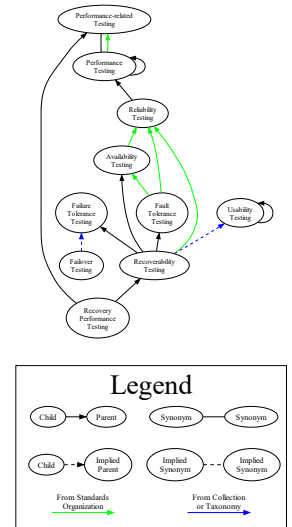 Performance-related
Testing
Performance
Testing
Reliability
Testing
Availability
Testing
Failure
Tolerance
Testing
Fault
Tolerance
Testing
Usability
Testing
Failover
Testing
Recoverability
Testing
Recovery
Performance
Testing
Legend
Child
Parent
Synonym
Synonym
Child
Implied
Parent
Implied
Synonym
Implied
Synonym
From Standards
Organization
From Collection
or Taxonomy